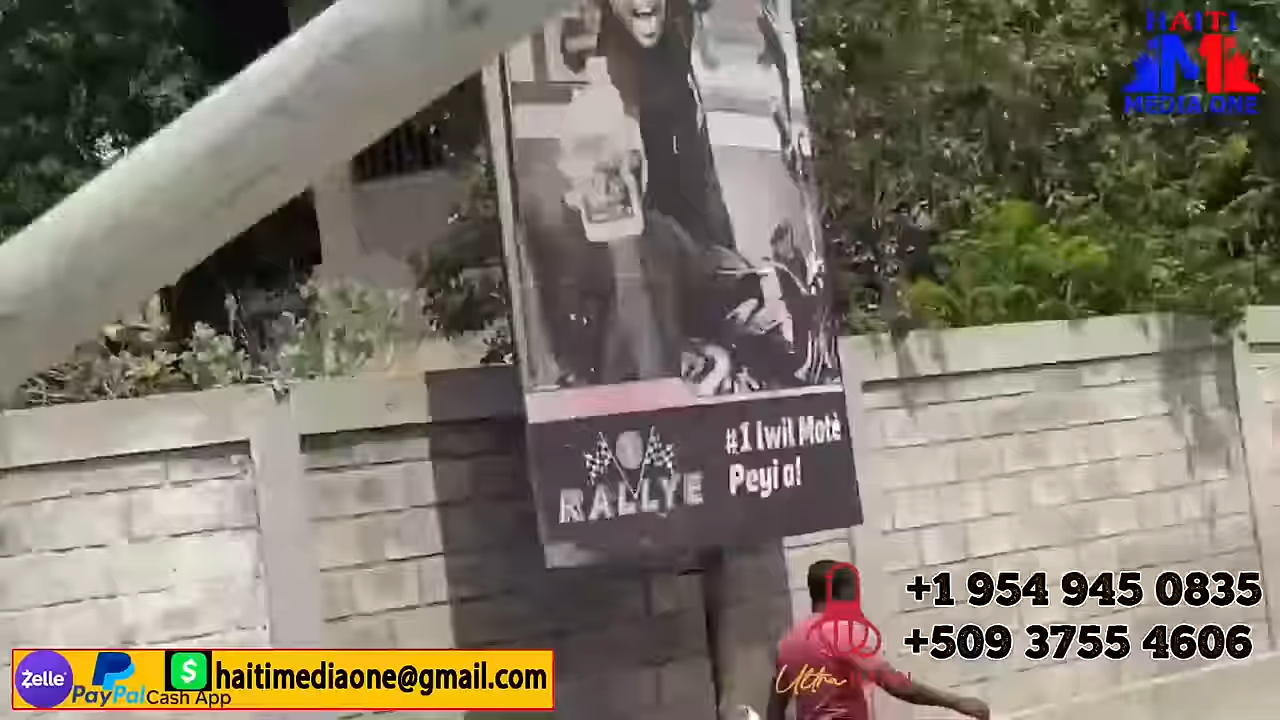 HAITI
MEDIA ONE
#1 lwil Motè
Peyi a!
RALLYE
+1 954 945 0835
+509 3755 4606
Ultra
Zelle
PayPal
Cash App
haitimediaone@gmail.com